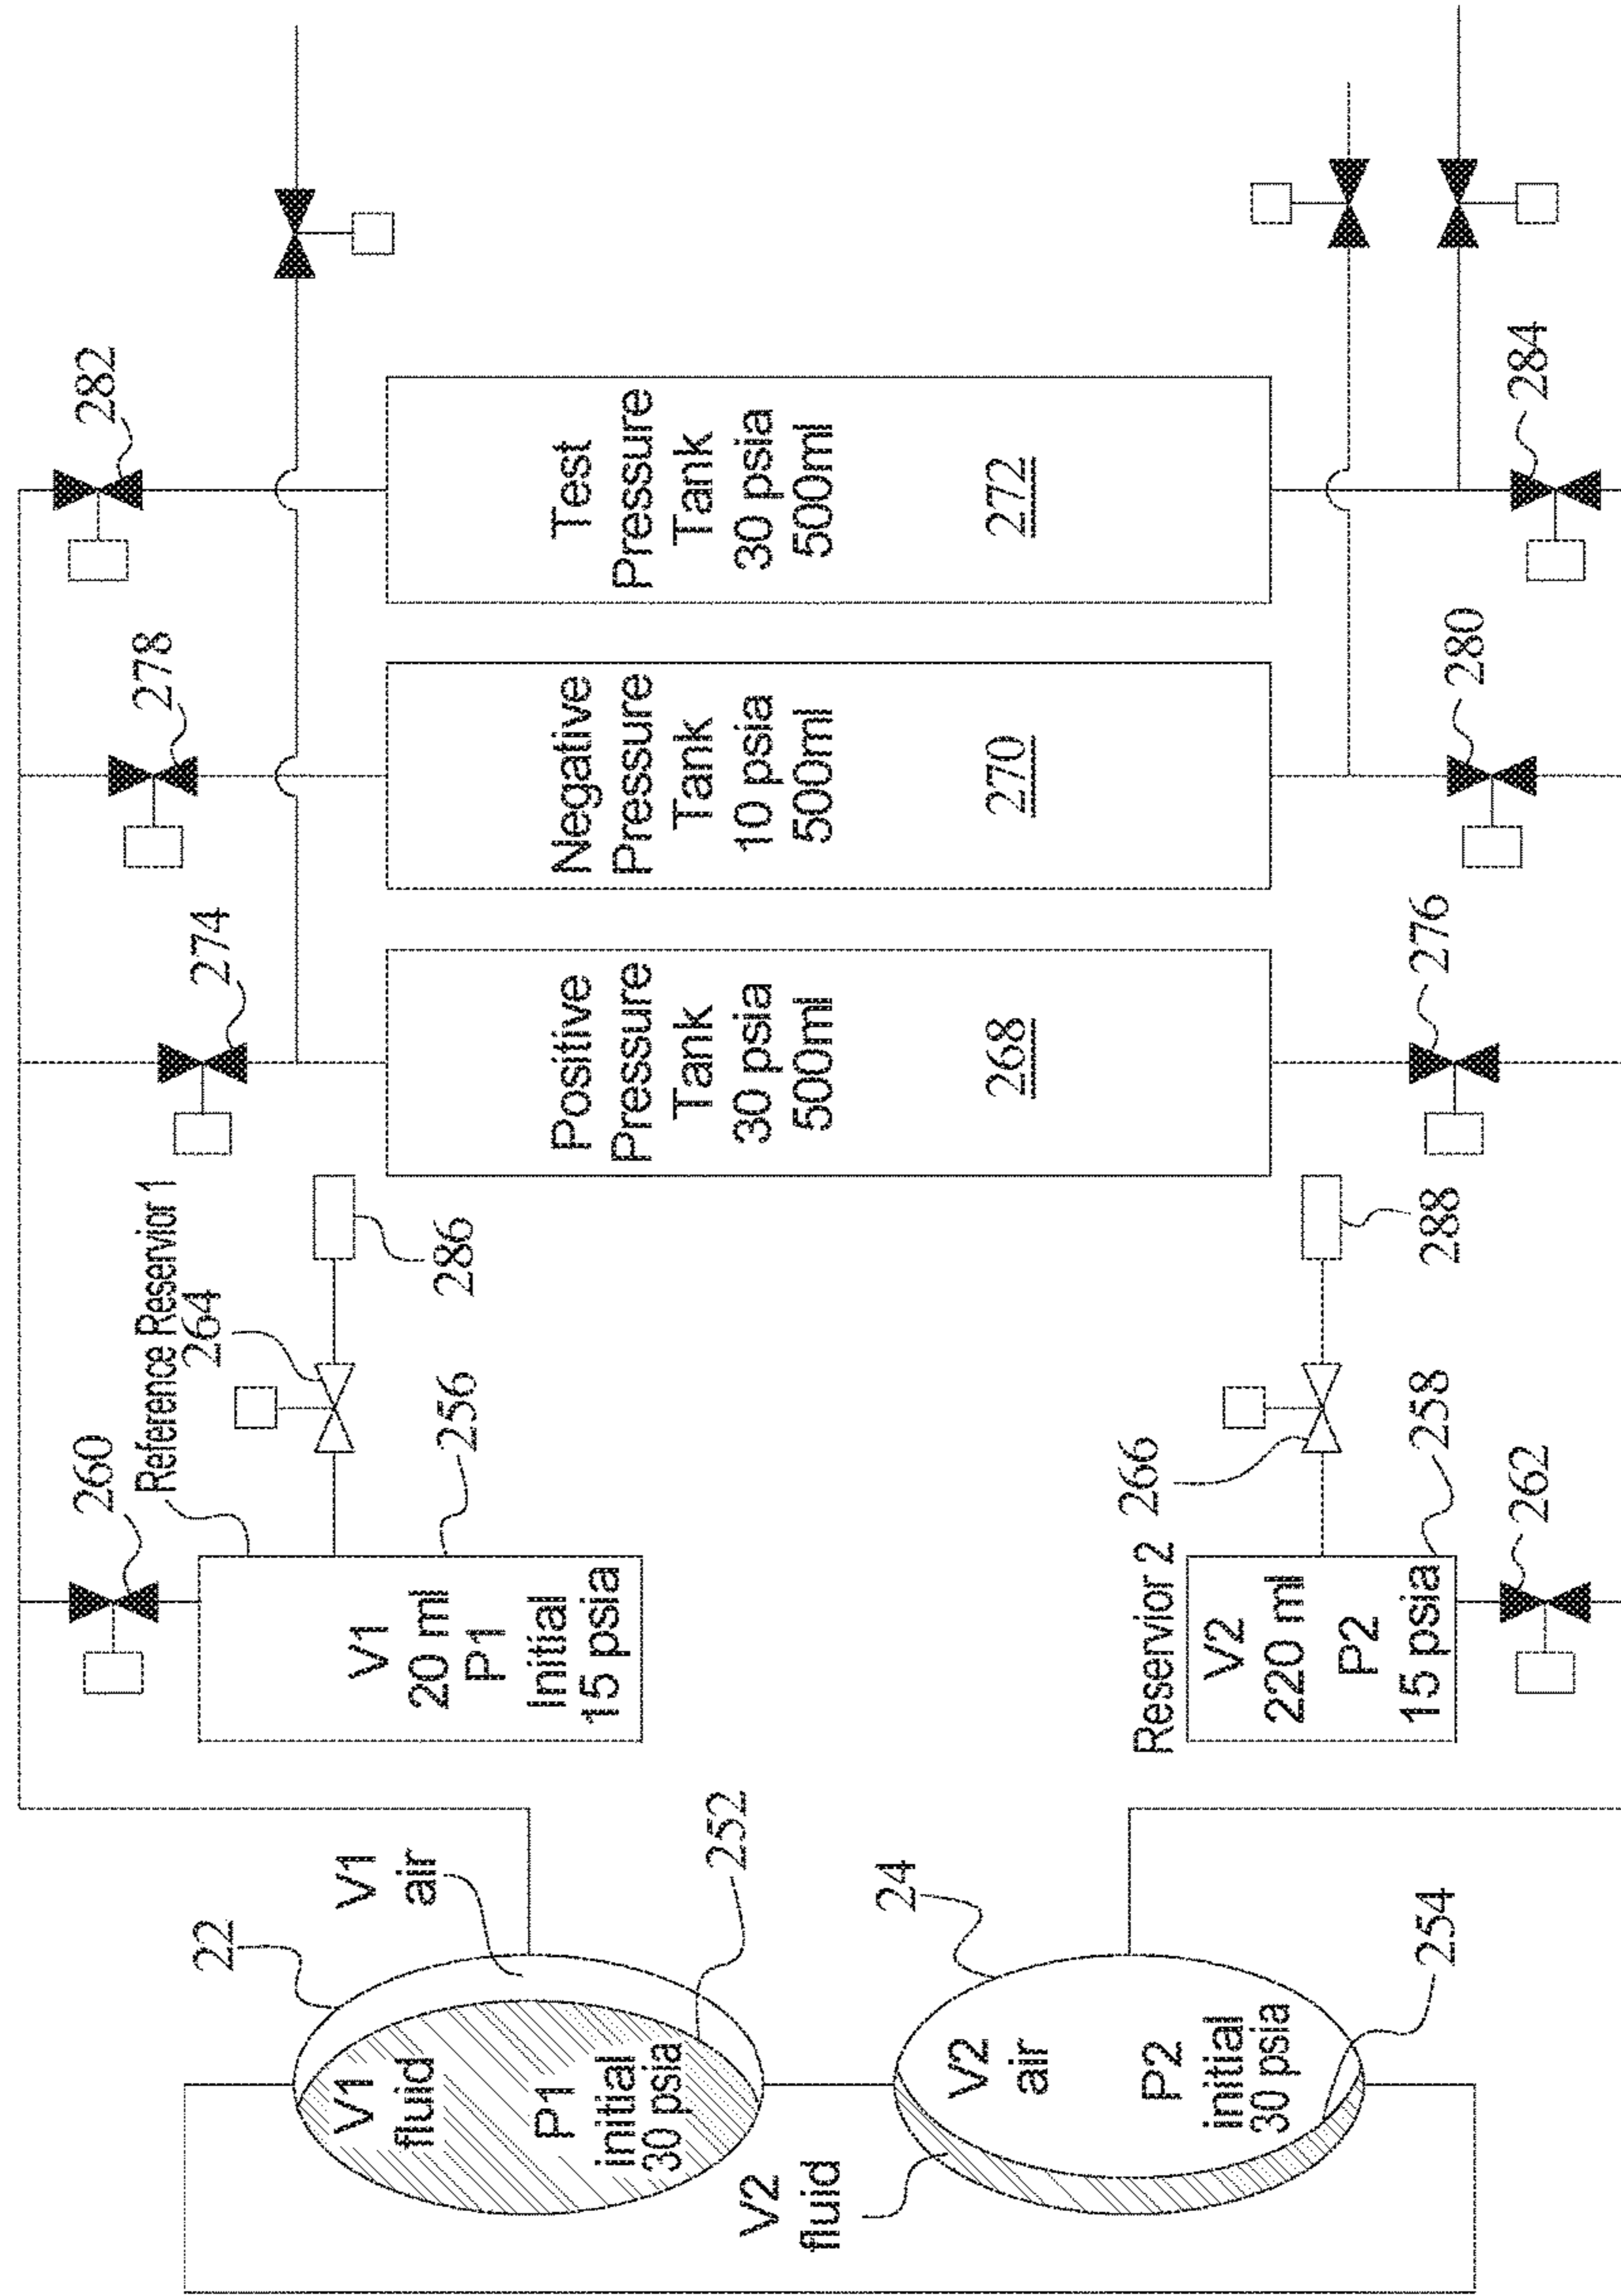 282
278
274
Reference Reservior 1
260
264
286
256
V1
20 ml
P1
Initial
15 psia
Test
Pressure
Tank
30 psia
500ml
272
Negative
Pressure
Tank
10 psia
500ml
270
Positive
Pressure
Tank
30 psia
500ml
268
284
280
276
288
266
258
262
Reservior 2
V2
220 ml
P2
15 psia
22
V1
air
252
V1
fluid
P1
initial
30 psia
24
254
V2
air
P2
initial
30 psia
V2
fluid